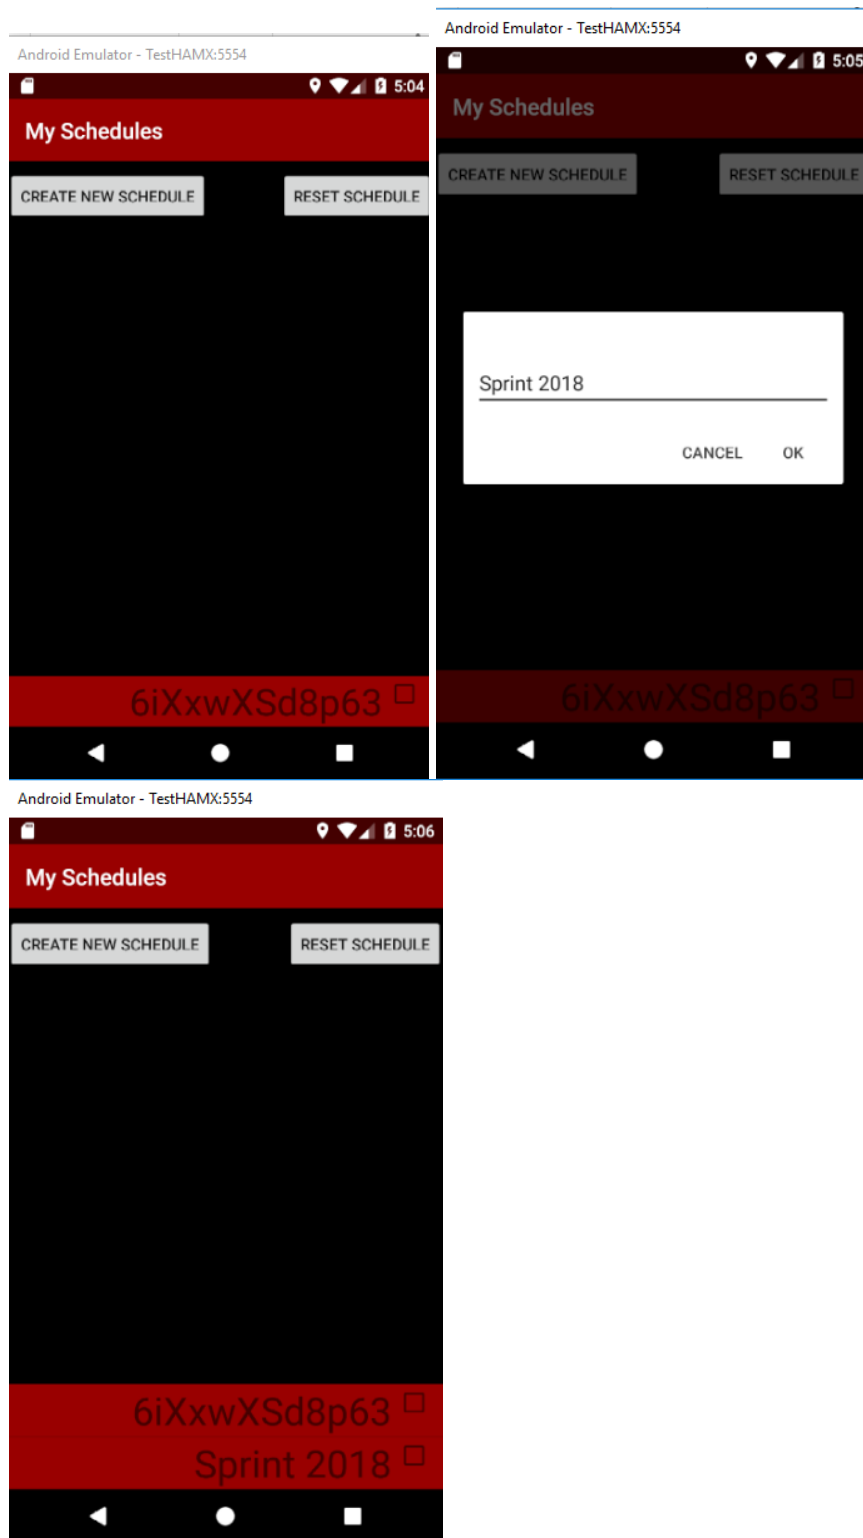 Android Emulator - TestHAMX:5554
5:04
My Schedules
CREATE NEW SCHEDULE RESET SCHEDULE
6iXxwXSd8p63
Android Emulator - TestHAMX:5554
5:05
My Schedules
CREATE NEW SCHEDULE RESET SCHEDULE
Sprint 2018
CANCEL OK
6iXxwXSd8p63
Android Emulator - TestHAMX:5554
5:06
My Schedules
CREATE NEW SCHEDULE RESET SCHEDULE
6iXxwXSd8p63
Sprint 2018